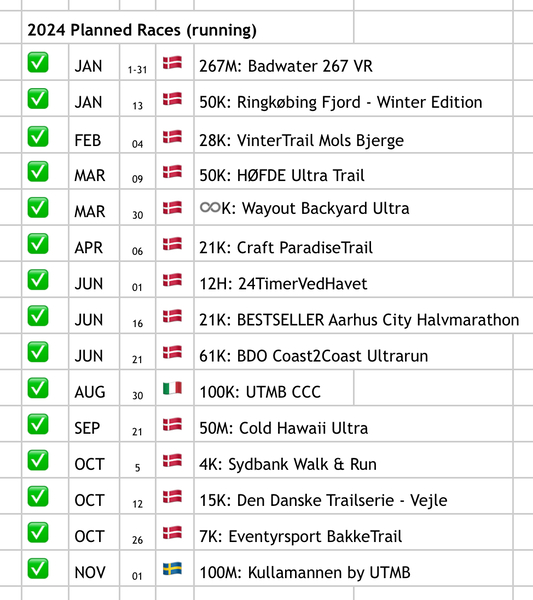 2024 Planned Races (running)
✅ JAN 1-31 🇩🇰 267M: Badwater 267 VR
✅ JAN 13 🇩🇰 50K: Ringkøbing Fjord - Winter Edition
✅ FEB 04 🇩🇰 28K: VinterTrail Mols Bjerge
✅ MAR 09 🇩🇰 50K: HØFDE Ultra Trail
✅ MAR 30 🇩🇰 ♾️K: Wayout Backyard Ultra
✅ APR 06 🇩🇰 21K: Craft ParadiseTrail
✅ JUN 01 🇩🇰 12H: 24TimerVedHavet
✅ JUN 16 🇩🇰 21K: BESTSELLER Aarhus City Halvmarathon
✅ JUN 21 🇩🇰 61K: BDO Coast2Coast Ultrarun
✅ AUG 30 🇮🇹 100K: UTMB CCC
✅ SEP 21 🇩🇰 50M: Cold Hawaii Ultra
✅ OCT 5 🇩🇰 4K: Sydbank Walk & Run
✅ OCT 12 🇩🇰 15K: Den Danske Trailserie - Vejle
✅ OCT 26 🇩🇰 7K: Eventyrsport BakkeTrail
✅ NOV 01 🇸🇪 100M: Kullamannen by UTMB